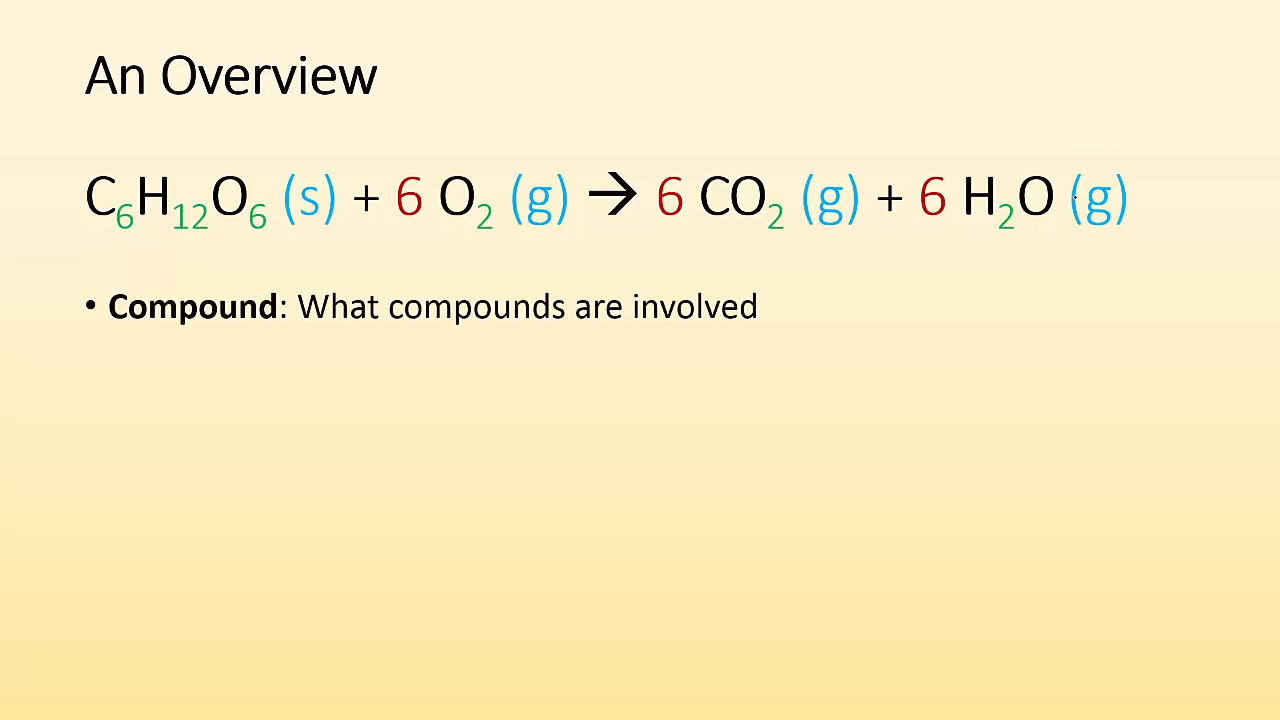 An Overview
C₆H₁₂O₆ (s) + 6 O₂ (g) → 6 CO₂ (g) + 6 H₂O (g)
• Compound: What compounds are involved